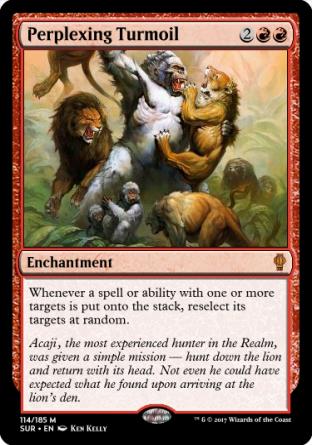 Perplexing Turmoil 2
Enchantment
Whenever a spell or ability with one or more
targets is put onto the stack, reselect its
targets at random.
Acaji, the most experienced hunter in the Realm,
was given a simple mission — hunt down the lion
and return with its head. Not even he could have
expected what he found upon arriving at the
lion's den.
114/185 M
SUR • EN Ken Kelly
™ & © 2017 Wizards of the Coast